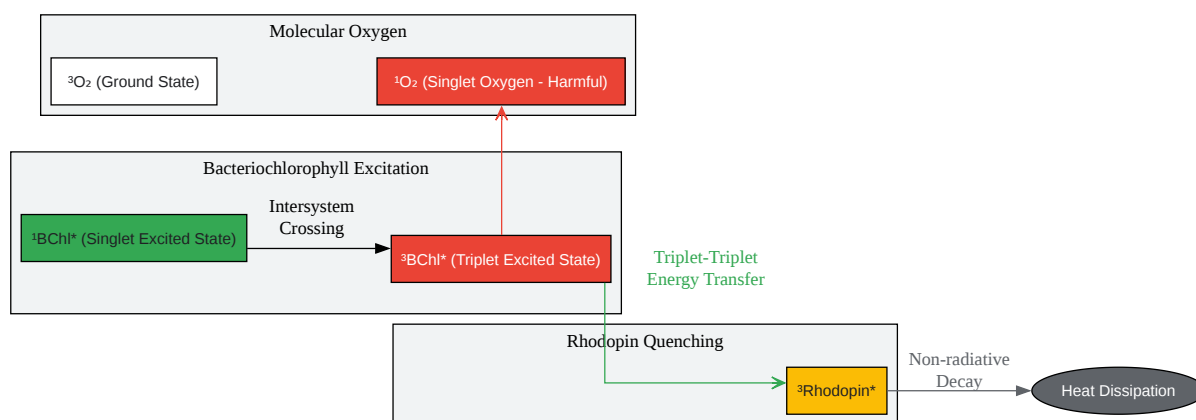 Molecular Oxygen
³O₂ (Ground State)
¹O₂ (Singlet Oxygen - Harmful)
Bacteriochlorophyll Excitation
¹BChl* (Singlet Excited State)
Intersystem
Crossing
³BChl* (Triplet Excited State)
Triplet-Triplet
Energy Transfer
Rhodopin Quenching
³Rhodopin*
Non-radiative
Decay
Heat Dissipation